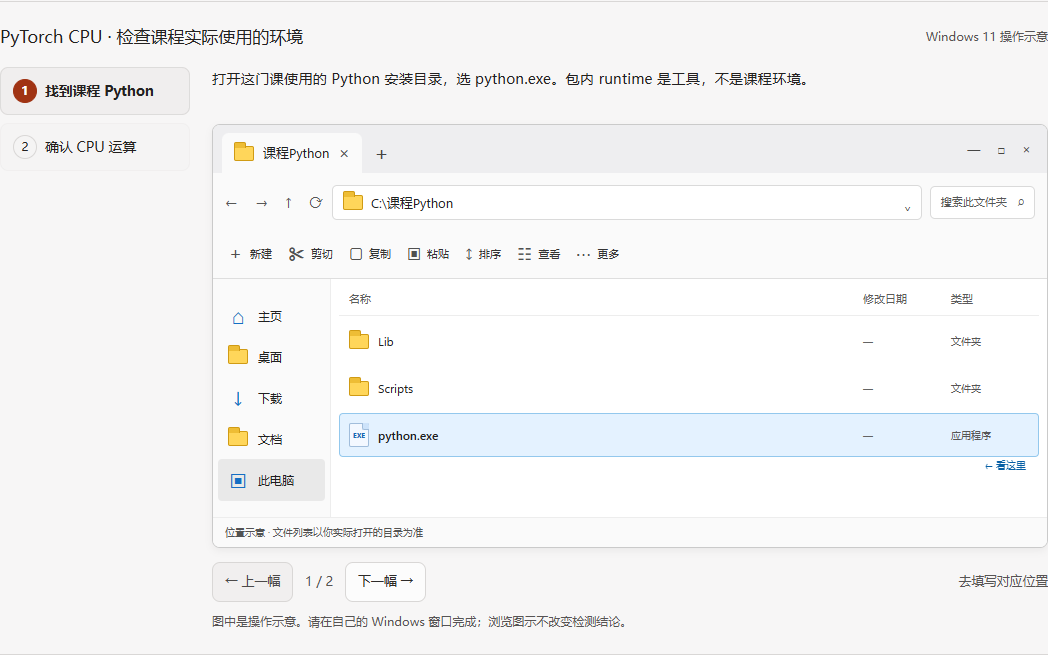 PyTorch CPU · 检查课程实际使用的环境
Windows 11 操作示意
1 找到课程 Python
2 确认 CPU 运算
打开这门课使用的 Python 安装目录，选 python.exe。包内 runtime 是工具，不是课程环境。
课程Python × +
— □ ×
← → ↑ ⟳ C:\课程Python ⌄
搜索此文件夹 ⌕
+ 新建 ✂ 剪切 ▢ 复制 ▣ 粘贴 ↕ 排序 ☷ 查看 ··· 更多
⌂ 主页
桌面
↓ 下载
文档
▣ 此电脑
名称 修改日期 类型
Lib — 文件夹
Scripts — 文件夹
EXE python.exe — 应用程序
← 看这里
位置示意 · 文件列表以你实际打开的目录为准
← 上一幅 1 / 2 下一幅 →
去填写对应位置
图中是操作示意。请在自己的 Windows 窗口完成；浏览图示不改变检测结论。